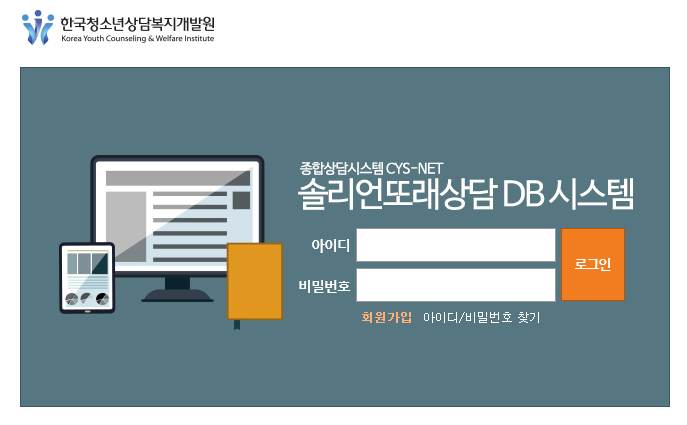 한국청소년상담복지개발원
Korea Youth Counseling & Welfare Institute
종합상담시스템 CYS-NET
솔리언또래상담 DB 시스템
아이디
로그인
비밀번호
회원가입 아이디/비밀번호 찾기